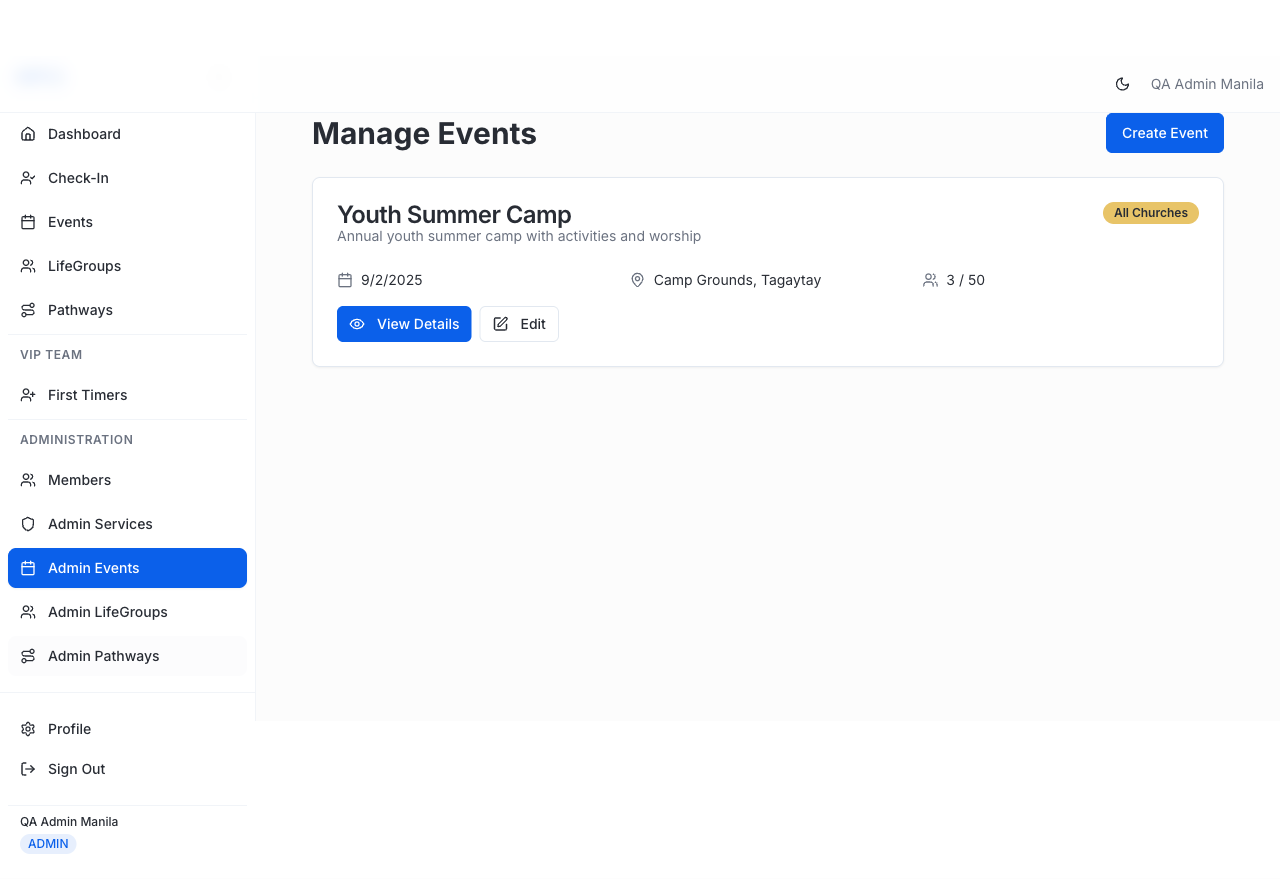 QA Admin Manila
Dashboard
Check-In
Events
LifeGroups
Pathways
VIP TEAM
First Timers
ADMINISTRATION
Members
Admin Services
Admin Events
Admin LifeGroups
Admin Pathways
Profile
Sign Out
QA Admin Manila
ADMIN
Manage Events
Create Event
Youth Summer Camp
All Churches
Annual youth summer camp with activities and worship
9/2/2025
Camp Grounds, Tagaytay
3 / 50
View Details
Edit